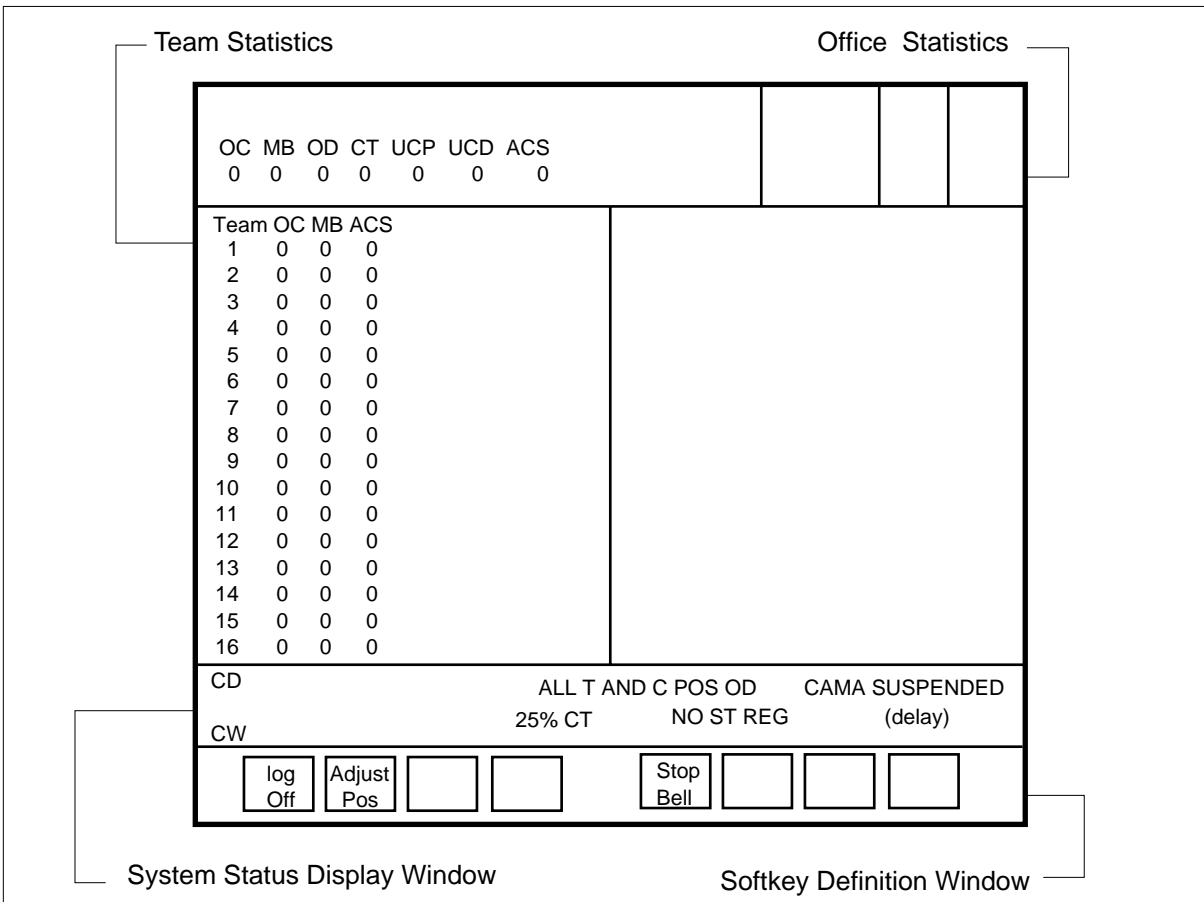 Team Statistics
Office Statistics
OC MB OD CT UCP UCD ACS
0 0 0 0 0 0 0
Team OC MB ACS
1 0 0 0
2 0 0 0
3 0 0 0
4 0 0 0
5 0 0 0
6 0 0 0
7 0 0 0
8 0 0 0
9 0 0 0
10 0 0 0
11 0 0 0
12 0 0 0
13 0 0 0
14 0 0 0
15 0 0 0
16 0 0 0
CD
ALL T AND C POS OD
CAMA SUSPENDED
25% CT
NO ST REG
(delay)
CW
log
Off
Adjust
Pos
Stop
Bell
System Status Display Window
Softkey Definition Window